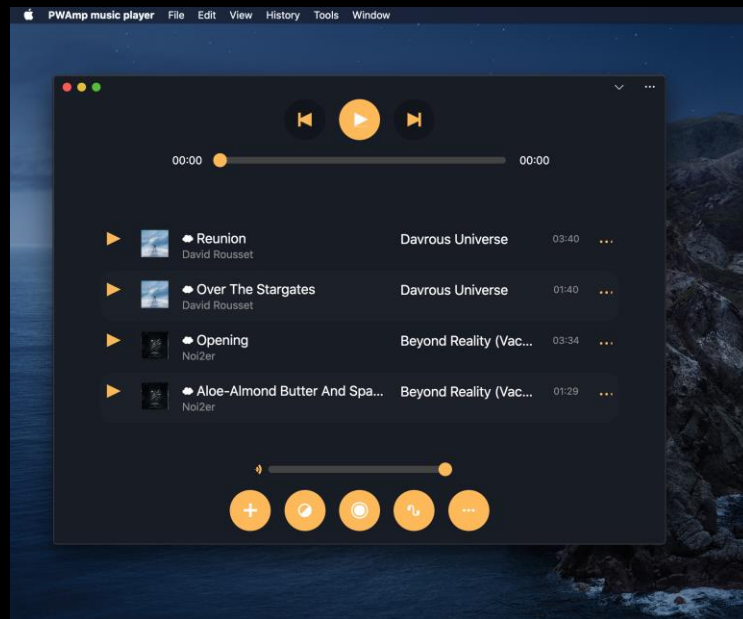 PWAmp music player File Edit View History Tools Window
00:00 00:00
Reunion Davrous Universe 03:40
David Rousset
Over The Stargates Davrous Universe 01:40
David Rousset
Opening Beyond Reality (Vac... 03:34
Noi2er
Aloe-Almond Butter And Spa... Beyond Reality (Vac... 01:29
Noi2er